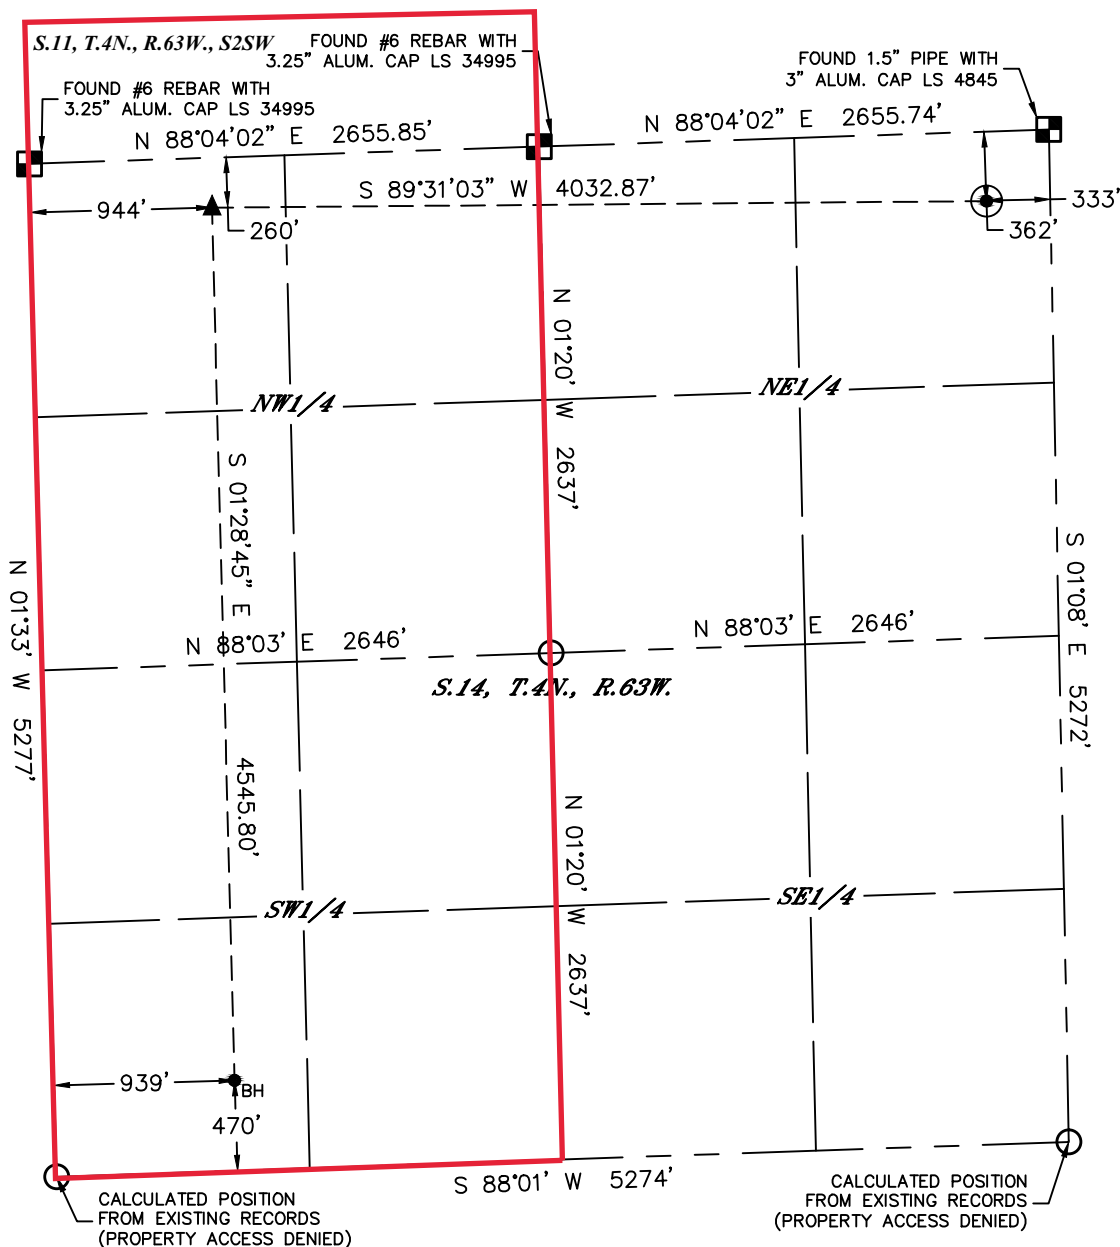 S.11, T.4N., R.63W., S2SW
FOUND #6 REBAR WITH
3.25" ALUM. CAP LS 34995
FOUND 1.5" PIPE WITH
3" ALUM. CAP LS 4845
FOUND #6 REBAR WITH
3.25" ALUM. CAP LS 34995
N 88°04'02" E 2655.85'
N 88°04'02" E 2655.74'
S 89°31'03" W 4032.87'
944'
260'
333'
362'
N 01°20' W 2637'
NW1/4
NE1/4
S 01°28'45" E 4545.80'
N 01°33' W 5277'
S 01°08' E 5272'
N 88°03' E 2646'
N 88°03' E 2646'
S.14, T.4N., R.63W.
N 01°20' W 2637'
SW1/4
SE1/4
939'
BH
470'
S 88°01' W 5274'
CALCULATED POSITION
FROM EXISTING RECORDS
(PROPERTY ACCESS DENIED)
CALCULATED POSITION
FROM EXISTING RECORDS
(PROPERTY ACCESS DENIED)